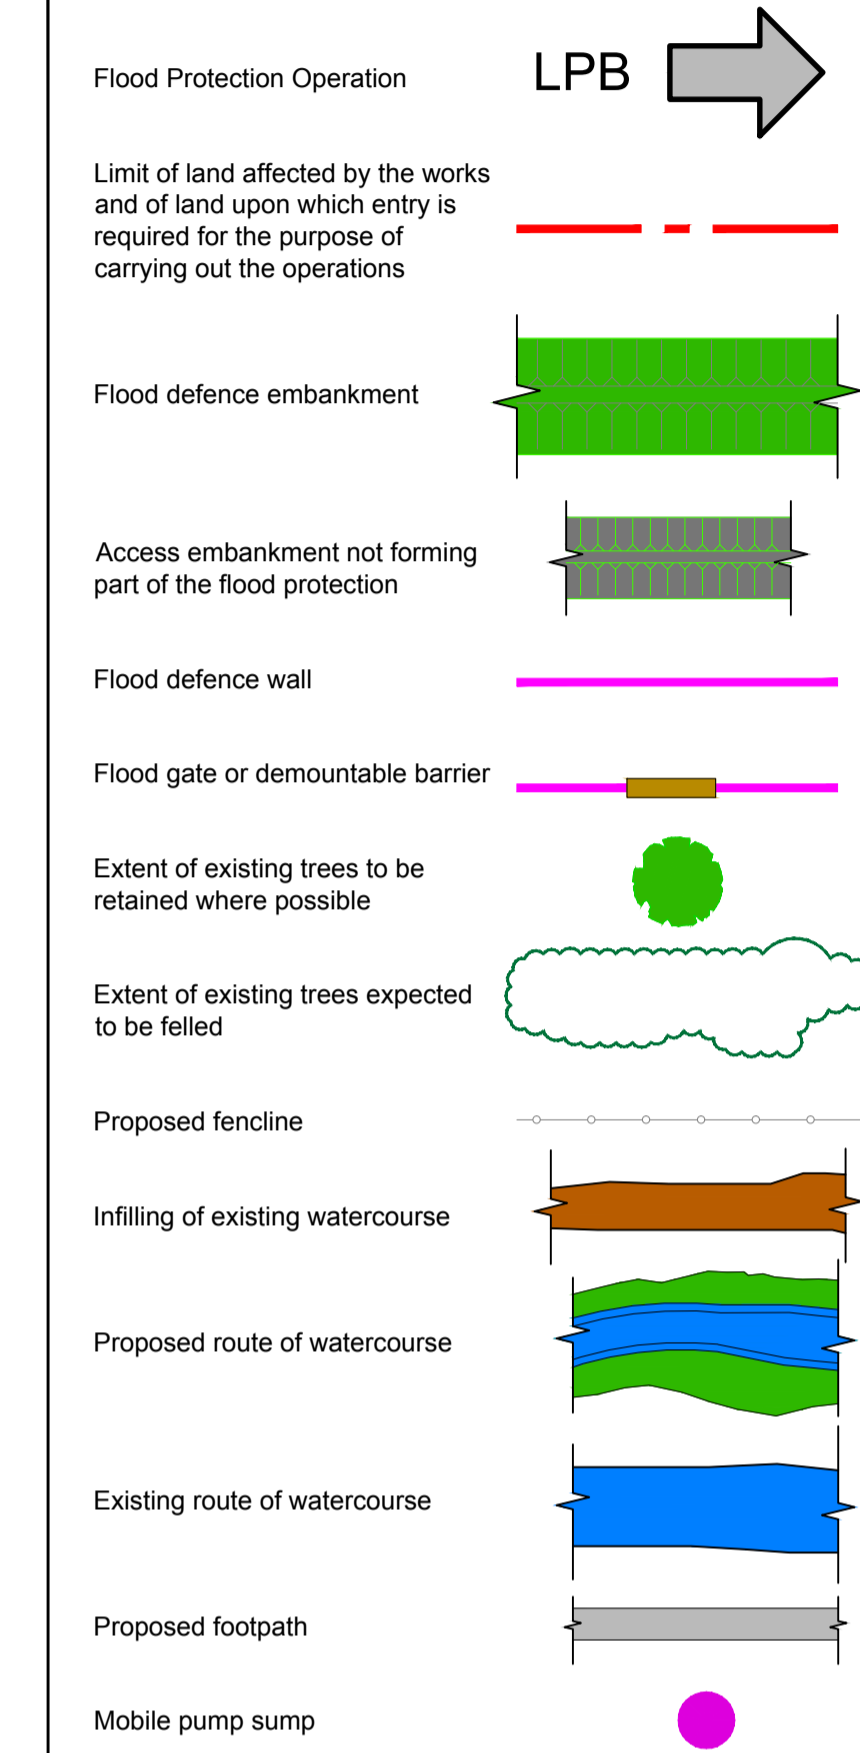 Flood Protection Operation
LPB
Limit of land affected by the works
and of land upon which entry is
required for the purpose of
carrying out the operations
Flood defence embankment
Access embankment not forming
part of the flood protection
Flood defence wall
Flood gate or demountable barrier
Extent of existing trees to be
retained where possible
Extent of existing trees expected
to be felled
Proposed fencline
Infilling of existing watercourse
Proposed route of watercourse
Existing route of watercourse
Proposed footpath
Mobile pump sump